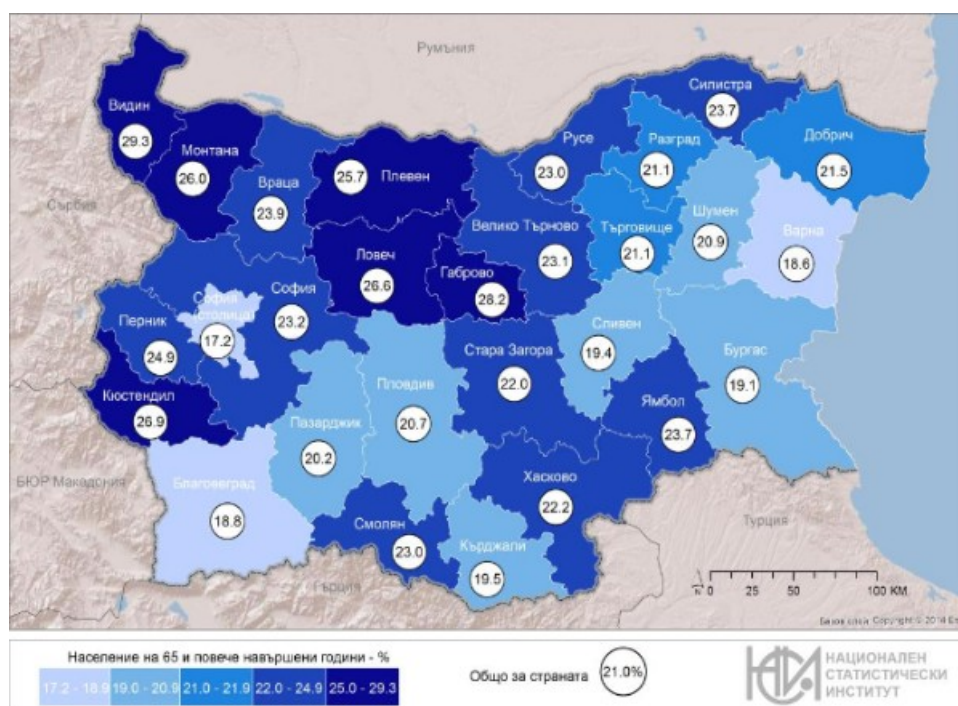 Румъния
Силистра
23.7
Видин
29.3
Монтана
26.0
Враца
23.9
25.7
Плевен
Русе
23.0
Разград
21.1
Добрич
21.5
Сърбия
Велико Търново
23.1
Търговище
21.1
Шумен
20.9
Варна
18.6
Ловеч
26.6
Габрово
28.2
София
(столица)
17.2
София
23.2
Перник
24.9
Стара Загора
22.0
Сливен
19.4
Бургас
19.1
Кюстендил
26.9
Пловдив
20.7
Пазарджик
20.2
Ямбол
23.7
БЮР Македония
Благоевград
18.8
Хасково
22.2
Смолян
23.0
Кърджали
19.5
Турция
Гърция
0 25 50 100 КМ
Copyright © 2014
Население на 65 и повече навършени години - %
17.2 - 18.9 19.0 - 20.9 21.0 - 21.9 22.0 - 24.9 25.0 - 29.3
Общо за страната 21.0%
НСИ
НАЦИОНАЛЕН
СТАТИСТИЧЕСКИ
ИНСТИТУТ